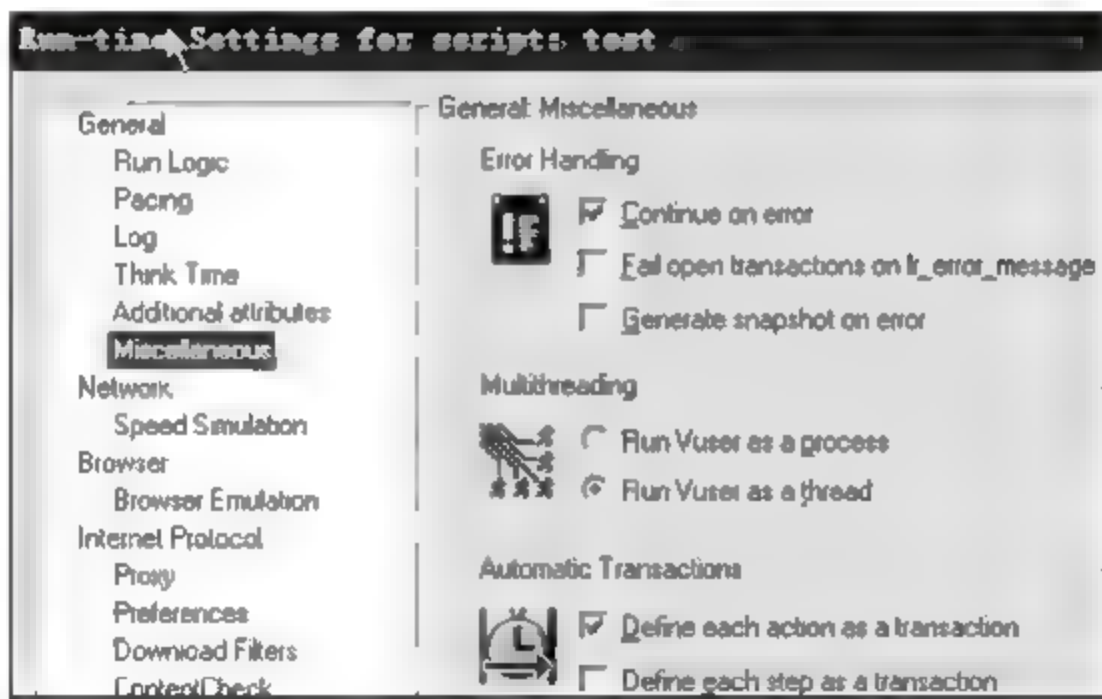 Run-time Settings for script: test
General
Run Logic
Pacing
Log
Think Time
Additional attributes
Miscellaneous
Network
Speed Simulation
Browser
Browser Emulation
Internet Protocol
Proxy
Preferences
Download Filters
ContentCheck
General: Miscellaneous
Error Handling
Continue on error
Fail open transactions on lr_error_message
Generate snapshot on error
Multithreading
Run Vuser as a process
Run Vuser as a thread
Automatic Transactions
Define each action as a transaction
Define each step as a transaction